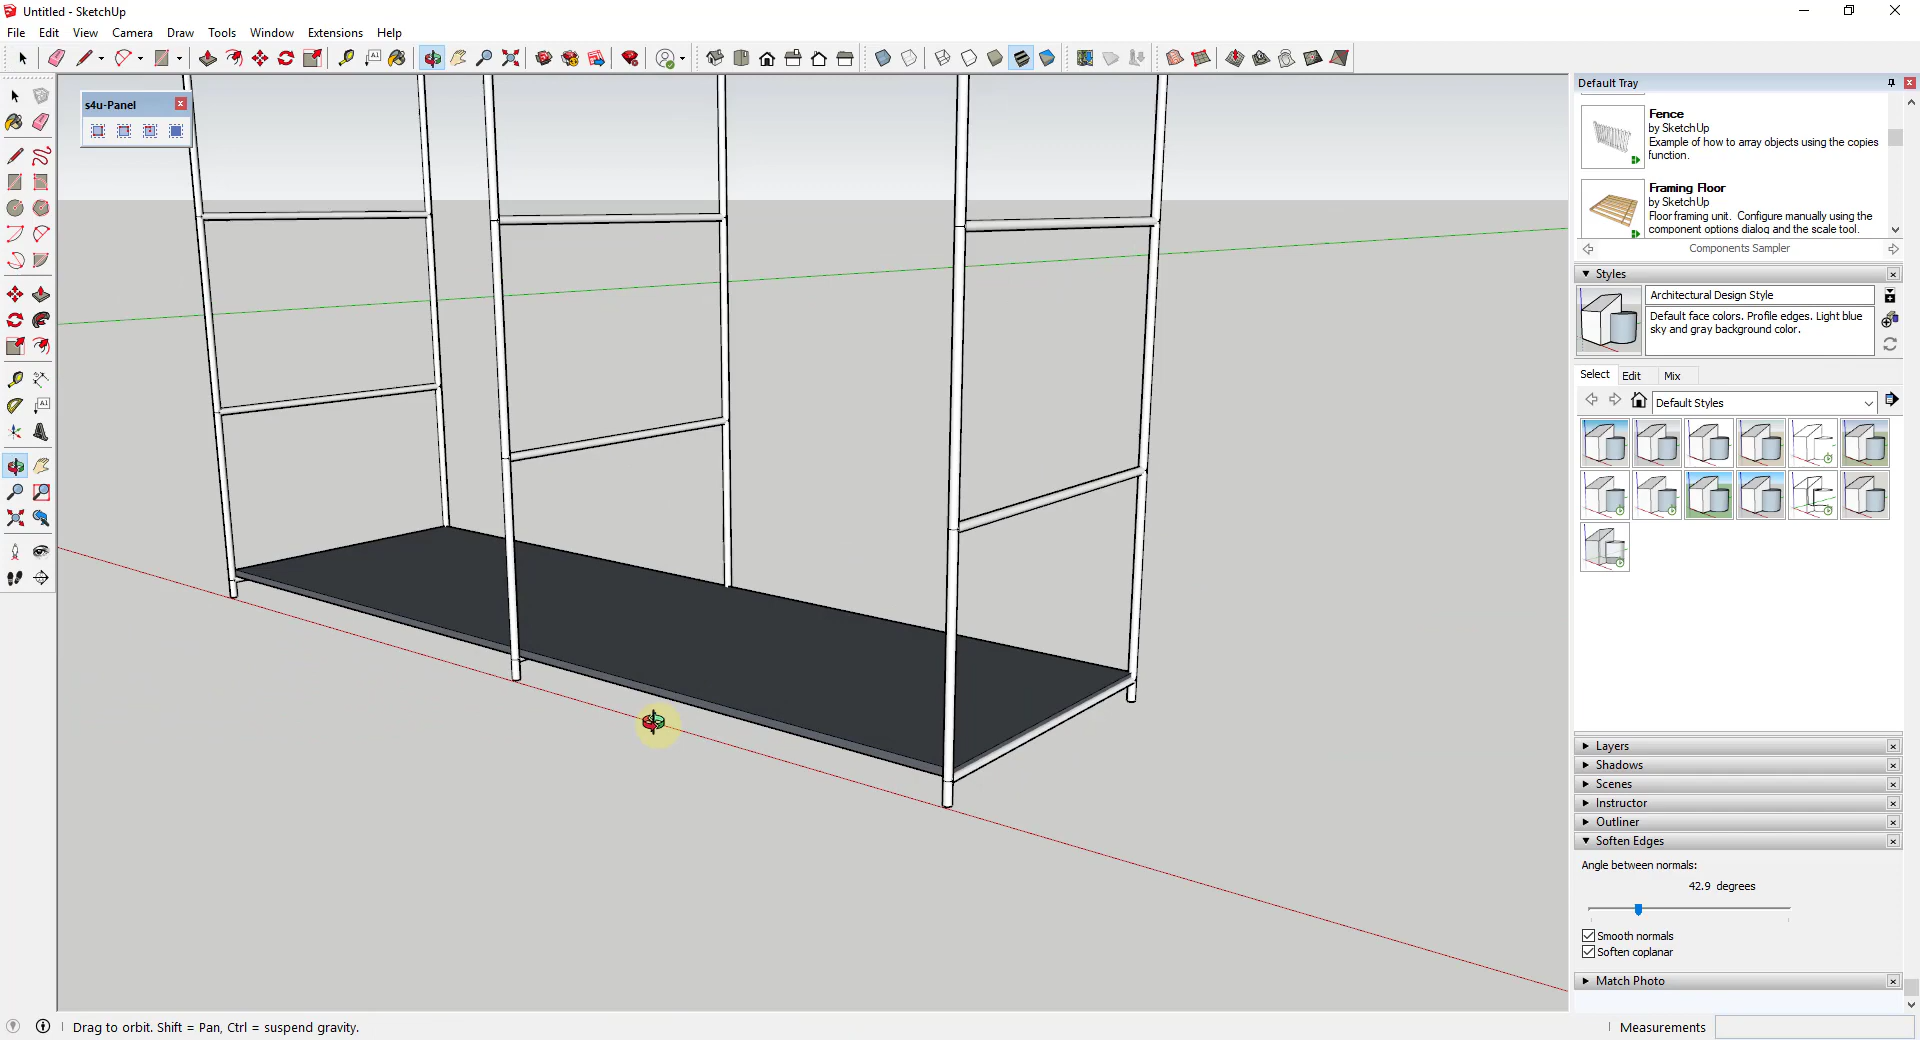 Untitled - SketchUp
File Edit View Camera Draw Tools Window Extensions Help
s4u-Panel
Default Tray
Fence
by SketchUp
Example of how to array objects using the copies
function.
Framing Floor
by SketchUp
Floor framing unit. Configure manually using the
component options dialog and the scale tool.
Components Sampler
Styles
Architectural Design Style
Default face colors. Profile edges. Light blue
sky and gray background color.
Select Edit Mix
Default Styles
Layers
Shadows
Scenes
Instructor
Outliner
Soften Edges
Angle between normals:
42.9 degrees
Smooth normals
Soften coplanar
Match Photo
Drag to orbit. Shift = Pan, Ctrl = suspend gravity.
Measurements